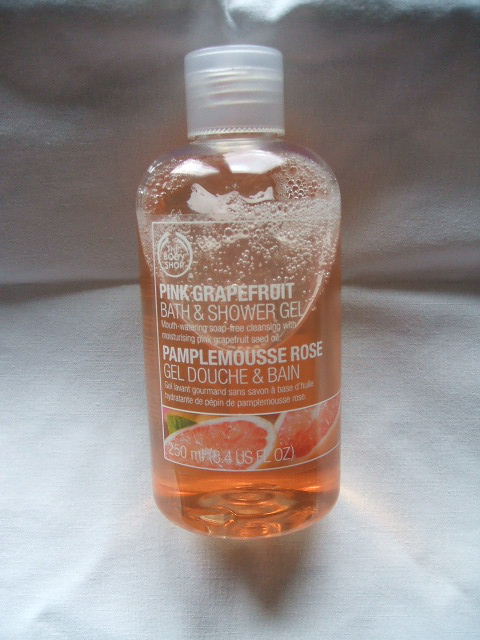 THE
BODY
SHOP
PINK GRAPEFRUIT
BATH & SHOWER GEL
Mouth-watering soap-free cleansing with
moisturising pink grapefruit seed oil.
PAMPLEMOUSSE ROSE
GEL DOUCHE & BAIN
Gel lavant gourmand sans savon à base d'huile
hydratante de pépin de pamplemousse rose.
250 ml (8.4 US FL OZ)